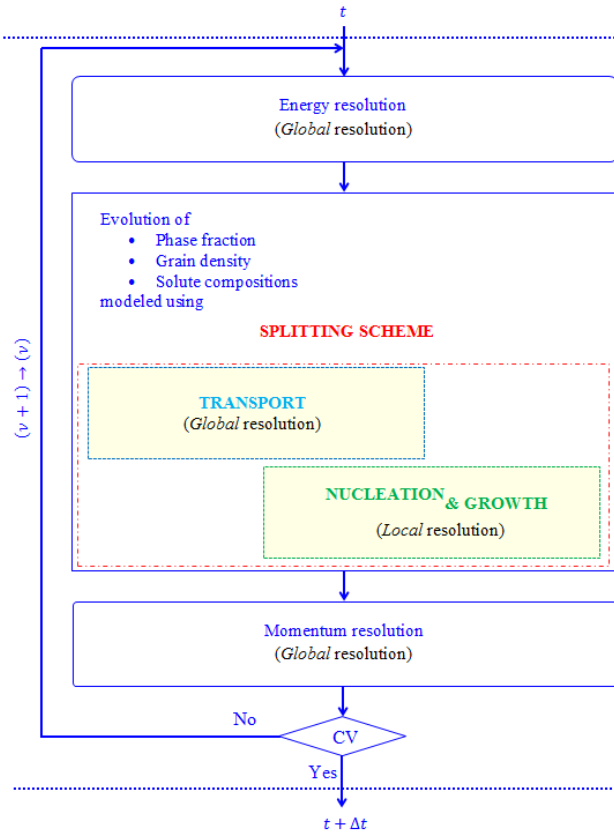 t
Energy resolution
(Global resolution)
Evolution of
• Phase fraction
• Grain density
• Solute compositions
modeled using
SPLITTING SCHEME
TRANSPORT
(Global resolution)
NUCLEATION & GROWTH
(Local resolution)
(ν + 1) → (ν)
Momentum resolution
(Global resolution)
No
CV
Yes
t + Δt